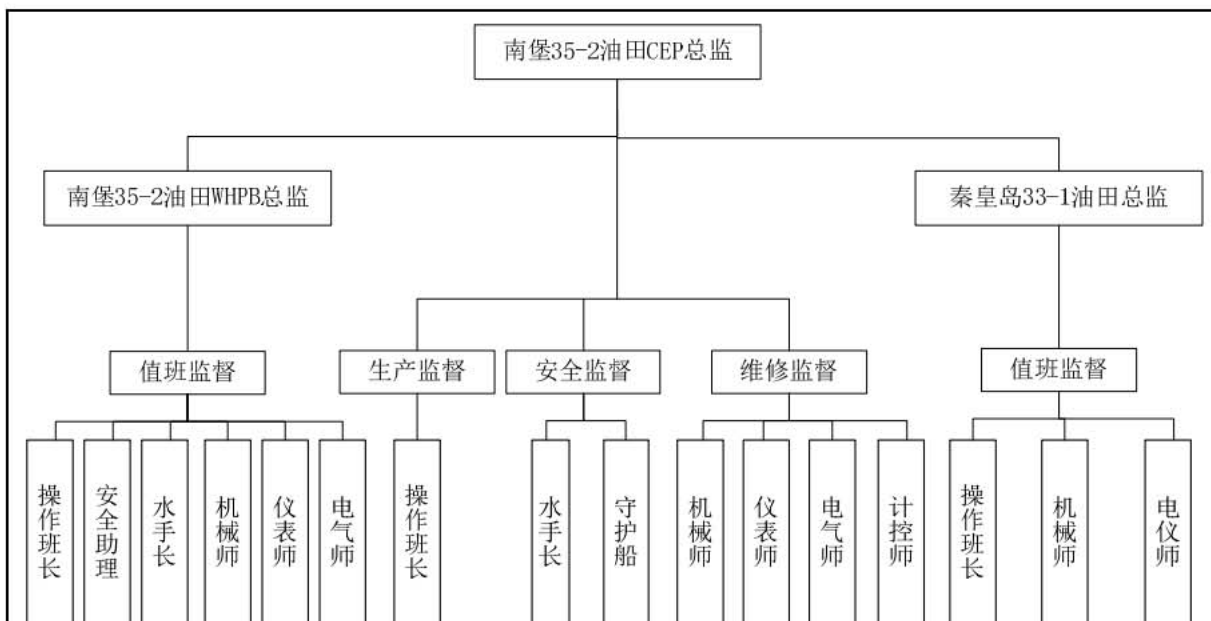 南堡35-2油田CEP总监
南堡35-2油田WHPB总监
秦皇岛33-1油田总监
值班监督
生产监督
安全监督
维修监督
值班监督
操作班长
安全助理
水手长
机械师
仪表师
电气师
操作班长
水手长
守护船
机械师
仪表师
电气师
计控师
操作班长
机械师
电仪师